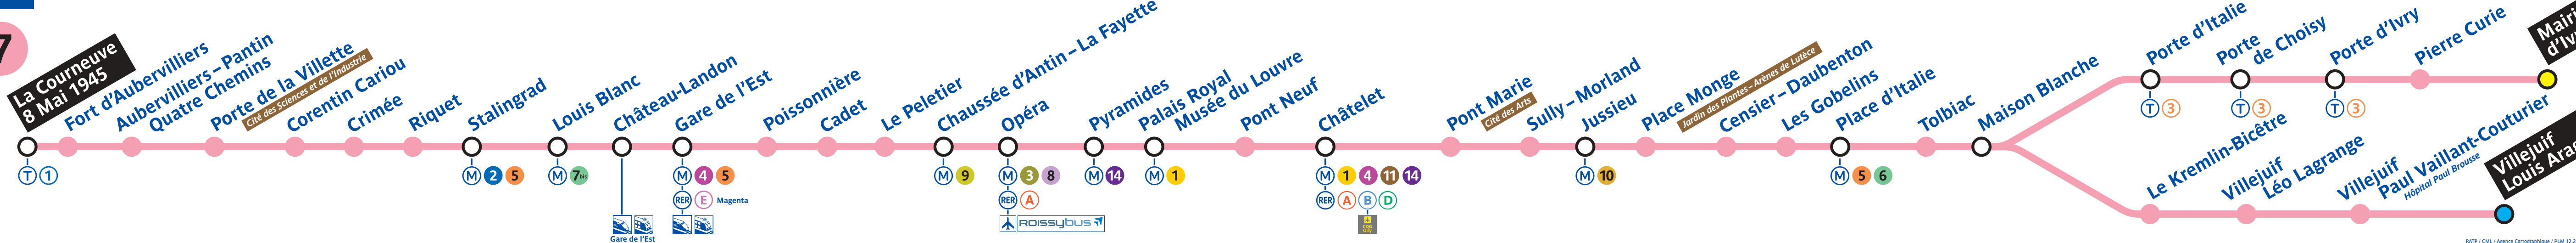 7
La Courneuve
8 Mai 1945
T 1
Fort d'Aubervilliers
Aubervilliers – Pantin
Quatre Chemins
Porte de la Villette
Cité des Sciences et de l'Industrie
Corentin Cariou
Crimée
Riquet
Stalingrad
M 2 5
Louis Blanc
M 7bis
Château-Landon
Gare de l'Est
Gare de l'Est
M 4 5
RER E Magenta
Poissonnière
Cadet
Le Peletier
Chaussée d'Antin – La Fayette
M 9
Opéra
M 3 8
RER A
ROISSYBUS
Pyramides
M 14
Palais Royal
Musée du Louvre
M 1
Pont Neuf
Châtelet
M 1 4 11 14
RER A B D
Pont Marie
Cité des Arts
Sully – Morland
Jussieu
M 10
Place Monge
Jardin des Plantes – Arènes de Lutèce
Censier – Daubenton
Les Gobelins
Place d'Italie
M 5 6
Tolbiac
Maison Blanche
Porte d'Italie
T 3
Porte
de Choisy
T 3
Porte d'Ivry
T 3
Pierre Curie
Mairi
d'Iv
Le Kremlin-Bicêtre
Villejuif
Léo Lagrange
Villejuif
Paul Vaillant-Couturier
Hôpital Paul Brousse
Villejuif
Louis Arag
RATP / CML / Agence Cartographique / PLM 12.2